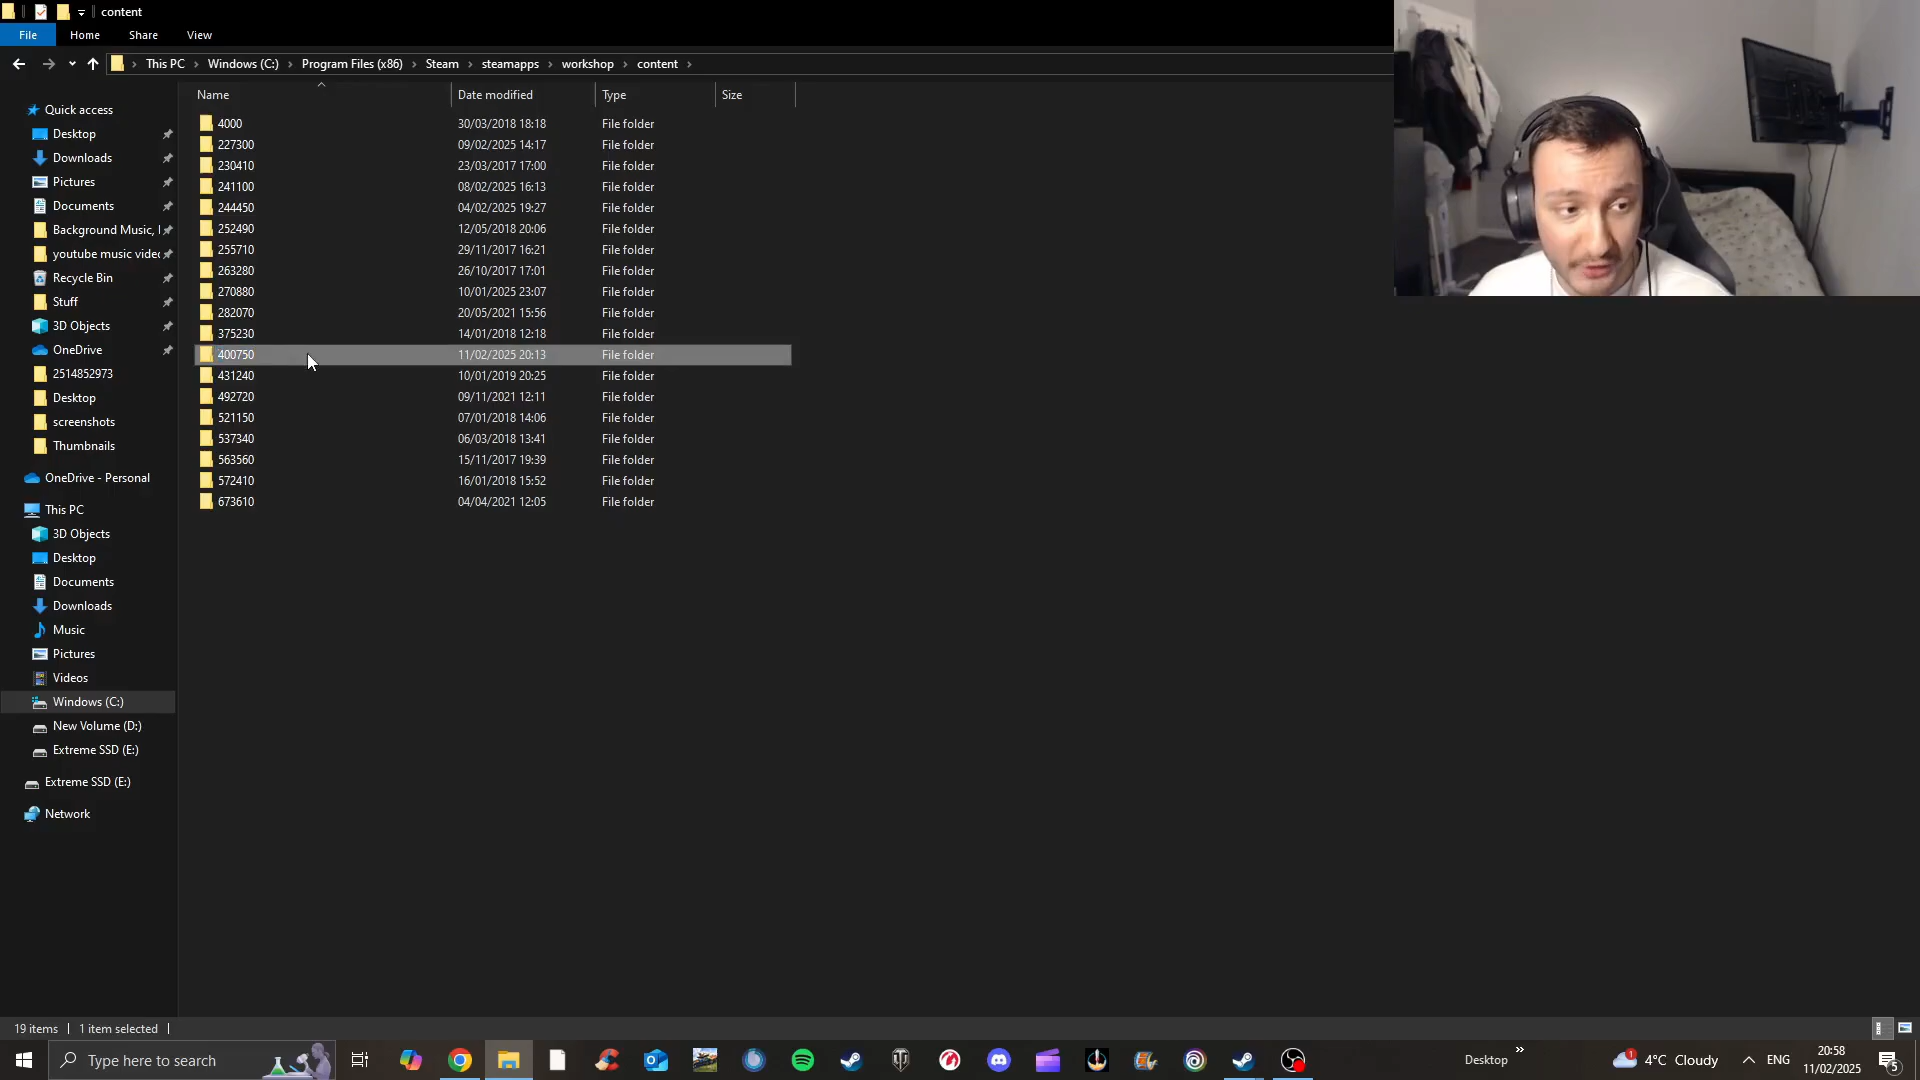 content
File Home Share View
This PC Windows (C:) Program Files (x86) Steam steamapps workshop content
Name Date modified Type Size
4000 30/03/2018 18:18 File folder
227300 09/02/2025 14:17 File folder
230410 23/03/2017 17:00 File folder
241100 08/02/2025 16:13 File folder
244450 04/02/2025 19:27 File folder
252490 12/05/2018 20:06 File folder
255710 29/11/2017 16:21 File folder
263280 26/10/2017 17:01 File folder
270880 10/01/2025 23:07 File folder
282070 20/05/2021 15:56 File folder
375230 14/01/2018 12:18 File folder
400750 11/02/2025 20:13 File folder
431240 10/01/2019 20:25 File folder
492720 09/11/2021 12:11 File folder
521150 07/01/2018 14:06 File folder
537340 06/03/2018 13:41 File folder
563560 15/11/2017 19:39 File folder
572410 16/01/2018 15:52 File folder
673610 04/04/2021 12:05 File folder
Quick access
Desktop
Downloads
Pictures
Documents
Background Music,
youtube music vide
Recycle Bin
Stuff
3D Objects
OneDrive
2514852973
Desktop
screenshots
Thumbnails
OneDrive - Personal
This PC
3D Objects
Desktop
Documents
Downloads
Music
Pictures
Videos
Windows (C:)
New Volume (D:)
Extreme SSD (E:)
Extreme SSD (E:)
Network
19 items 1 item selected
Type here to search
Desktop
1
4°C Cloudy
ENG
20:58
11/02/2025
5